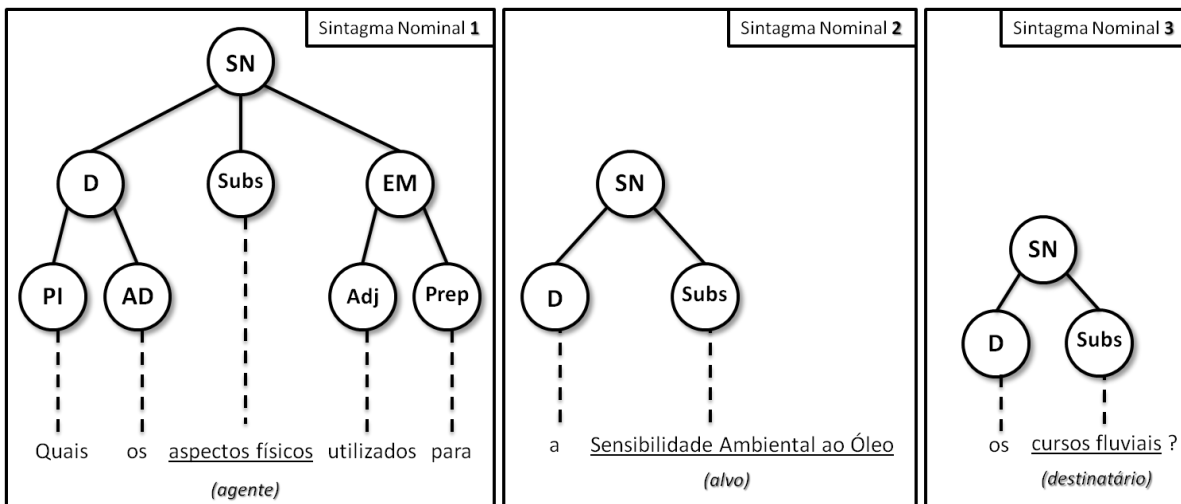 Sintagma Nominal 1
SN
D
Subs
EM
PI
AD
Adj
Prep
Quais os aspectos físicos utilizados para
(agente)
Sintagma Nominal 2
SN
D
Subs
a Sensibilidade Ambiental ao Óleo
(alvo)
Sintagma Nominal 3
SN
D
Subs
os cursos fluviais ?
(destinatário)